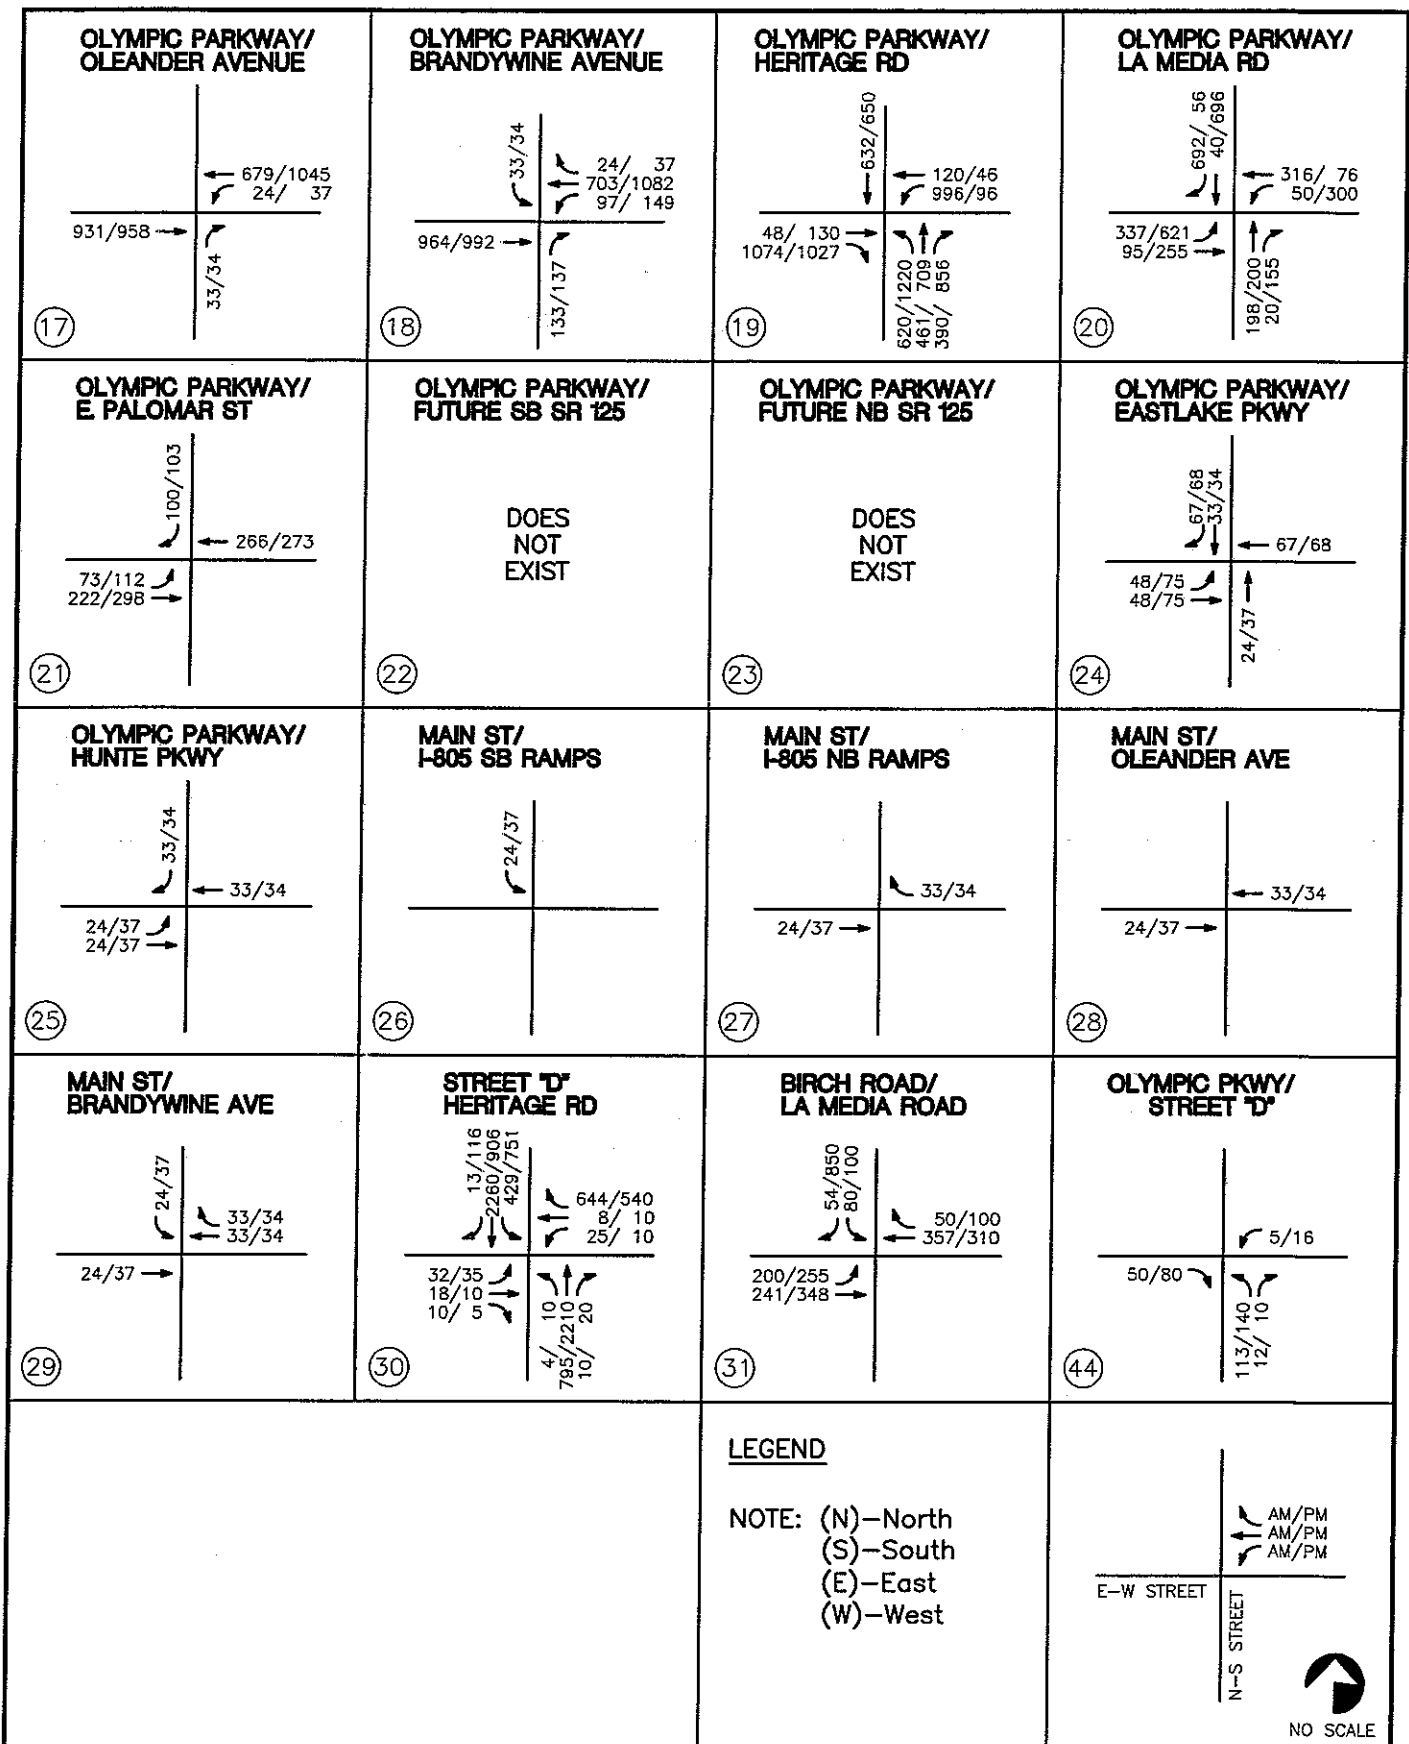 OLYMPIC PARKWAY/
OLEANDER AVENUE
679/1045
24/ 37
931/958
33/34
17
OLYMPIC PARKWAY/
BRANDYWINE AVENUE
33/34
24/ 37
703/1082
97/ 149
964/992
133/137
18
OLYMPIC PARKWAY/
HERITAGE RD
632/650
120/46
996/96
48/ 130
1074/1027
620/1220
461/ 709
390/ 856
19
OLYMPIC PARKWAY/
LA MEDIA RD
692/ 56
40/696
316/ 76
50/300
337/621
95/255
198/200
20/155
20
OLYMPIC PARKWAY/
E. PALOMAR ST
100/103
266/273
73/112
222/298
21
OLYMPIC PARKWAY/
FUTURE SB SR 125
DOES
NOT
EXIST
22
OLYMPIC PARKWAY/
FUTURE NB SR 125
DOES
NOT
EXIST
23
OLYMPIC PARKWAY/
EASTLAKE PKWY
67/68
33/34
67/68
48/75
48/75
24/37
24
OLYMPIC PARKWAY/
HUNTE PKWY
33/34
33/34
24/37
24/37
25
MAIN ST/
I-805 SB RAMPS
24/37
26
MAIN ST/
I-805 NB RAMPS
33/34
24/37
27
MAIN ST/
OLEANDER AVE
33/34
24/37
28
MAIN ST/
BRANDYWINE AVE
24/37
33/34
33/34
24/37
29
STREET "D"
HERITAGE RD
13/116
2260/906
429/751
644/540
8/ 10
25/ 10
32/35
18/10
10/ 5
4/ 10
795/2210
10/ 20
30
BIRCH ROAD/
LA MEDIA ROAD
54/850
80/100
50/100
357/310
200/255
241/348
31
OLYMPIC PKWY/
STREET "D"
5/16
50/80
113/140
12/ 10
44
LEGEND
NOTE: (N)-North
(S)-South
(E)-East
(W)-West
AM/PM
AM/PM
AM/PM
E-W STREET
N-S STREET
NO SCALE